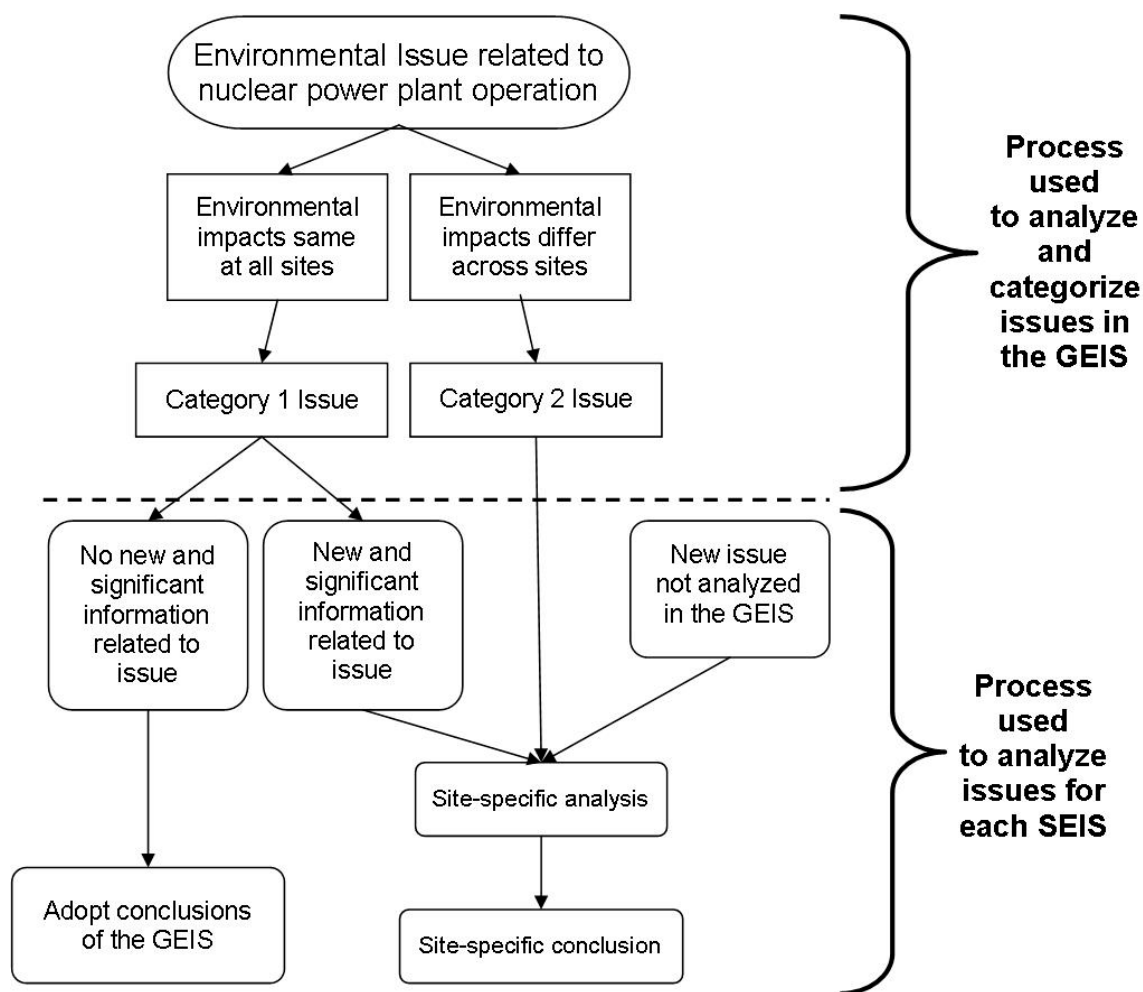 Environmental Issue related to
nuclear power plant operation
Environmental
impacts same
at all sites
Environmental
impacts differ
across sites
Category 1 Issue
Category 2 Issue
Process
used
to analyze
and
categorize
issues in
the GEIS
No new and
significant
information
related to
issue
New and
significant
information
related to
issue
New issue
not analyzed
in the GEIS
Site-specific analysis
Adopt conclusions
of the GEIS
Site-specific conclusion
Process
used
to analyze
issues for
each SEIS